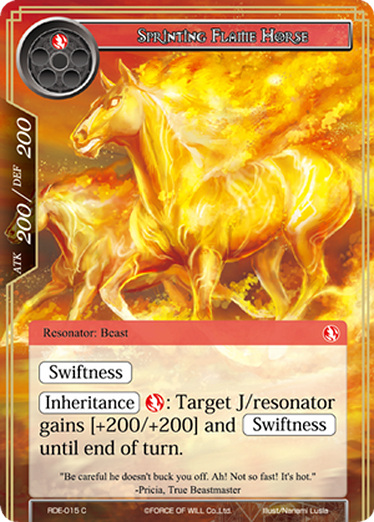 Sprinting Flame Horse
ATK 200/DEF 200
Resonator: Beast
Swiftness
Inheritance : Target J/resonator
gains [+200/+200] and Swiftness
until end of turn.
"Be careful he doesn't buck you off. Ah! Not so fast! It's hot."
-Pricia, True Beastmaster
RDE-015 C ©FORCE OF WILL Co.,Ltd. Illust/Nanami Lusia